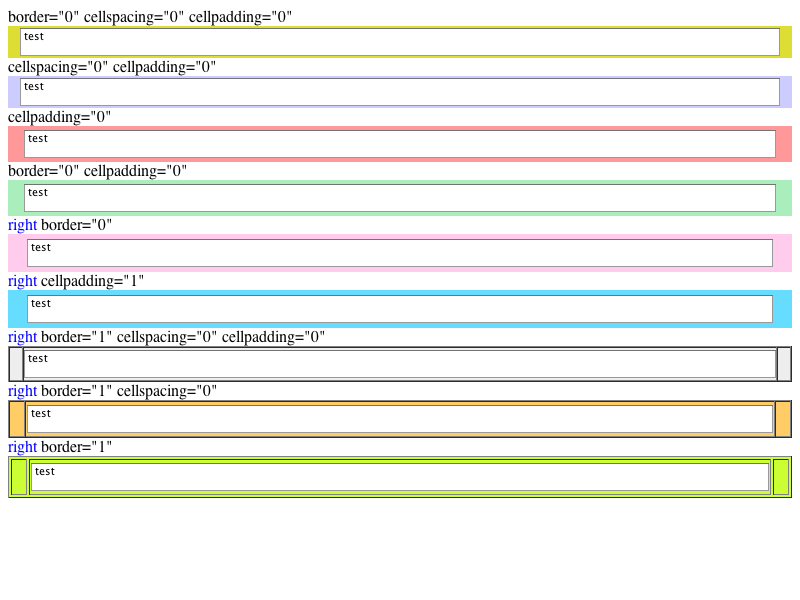 border="0" cellspacing="0" cellpadding="0"
test
cellspacing="0" cellpadding="0"
test
cellpadding="0"
test
border="0" cellpadding="0"
test
right border="0"
test
right cellpadding="1"
test
right border="1" cellspacing="0" cellpadding="0"
test
right border="1" cellspacing="0"
test
right border="1"
test